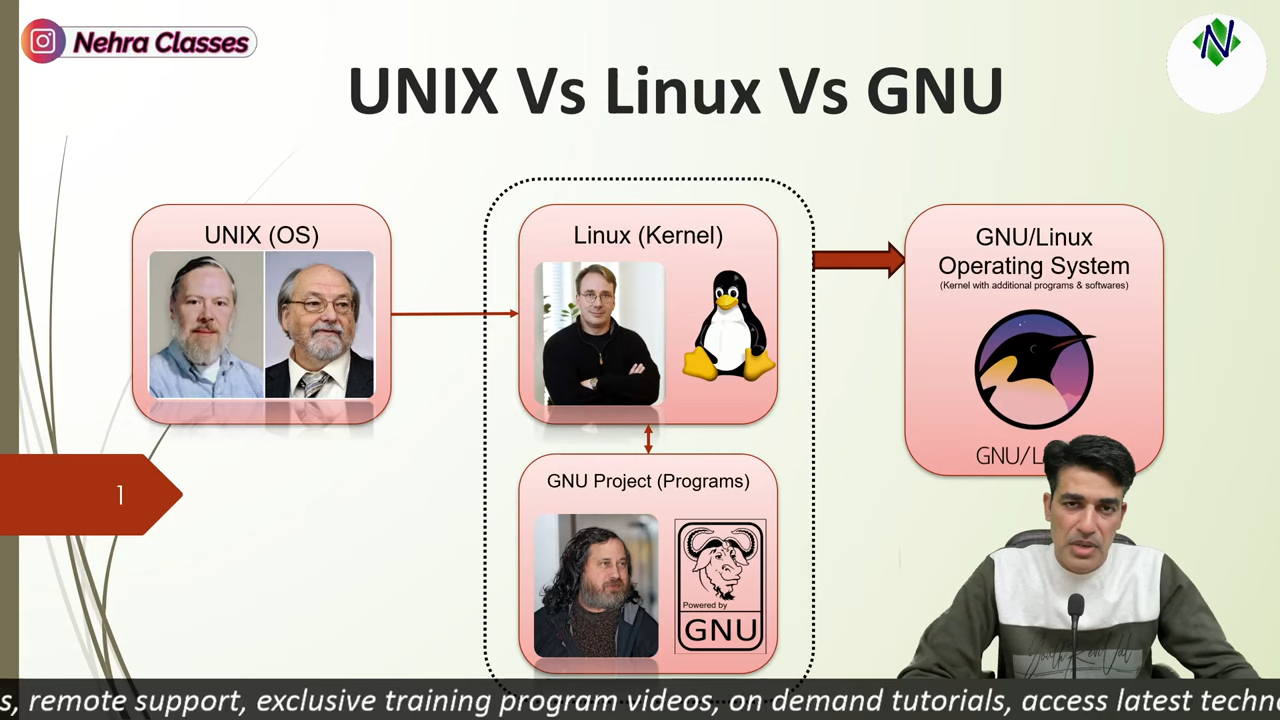 Nehra Classes
N
UNIX Vs Linux Vs GNU
UNIX (OS)
Linux (Kernel)
GNU/Linux
Operating System
(Kernel with additional programs & softwares)
GNU/L
GNU Project (Programs)
Powered by
GNU
1
s, remote support, exclusive training program videos, on demand tutorials, access latest techn